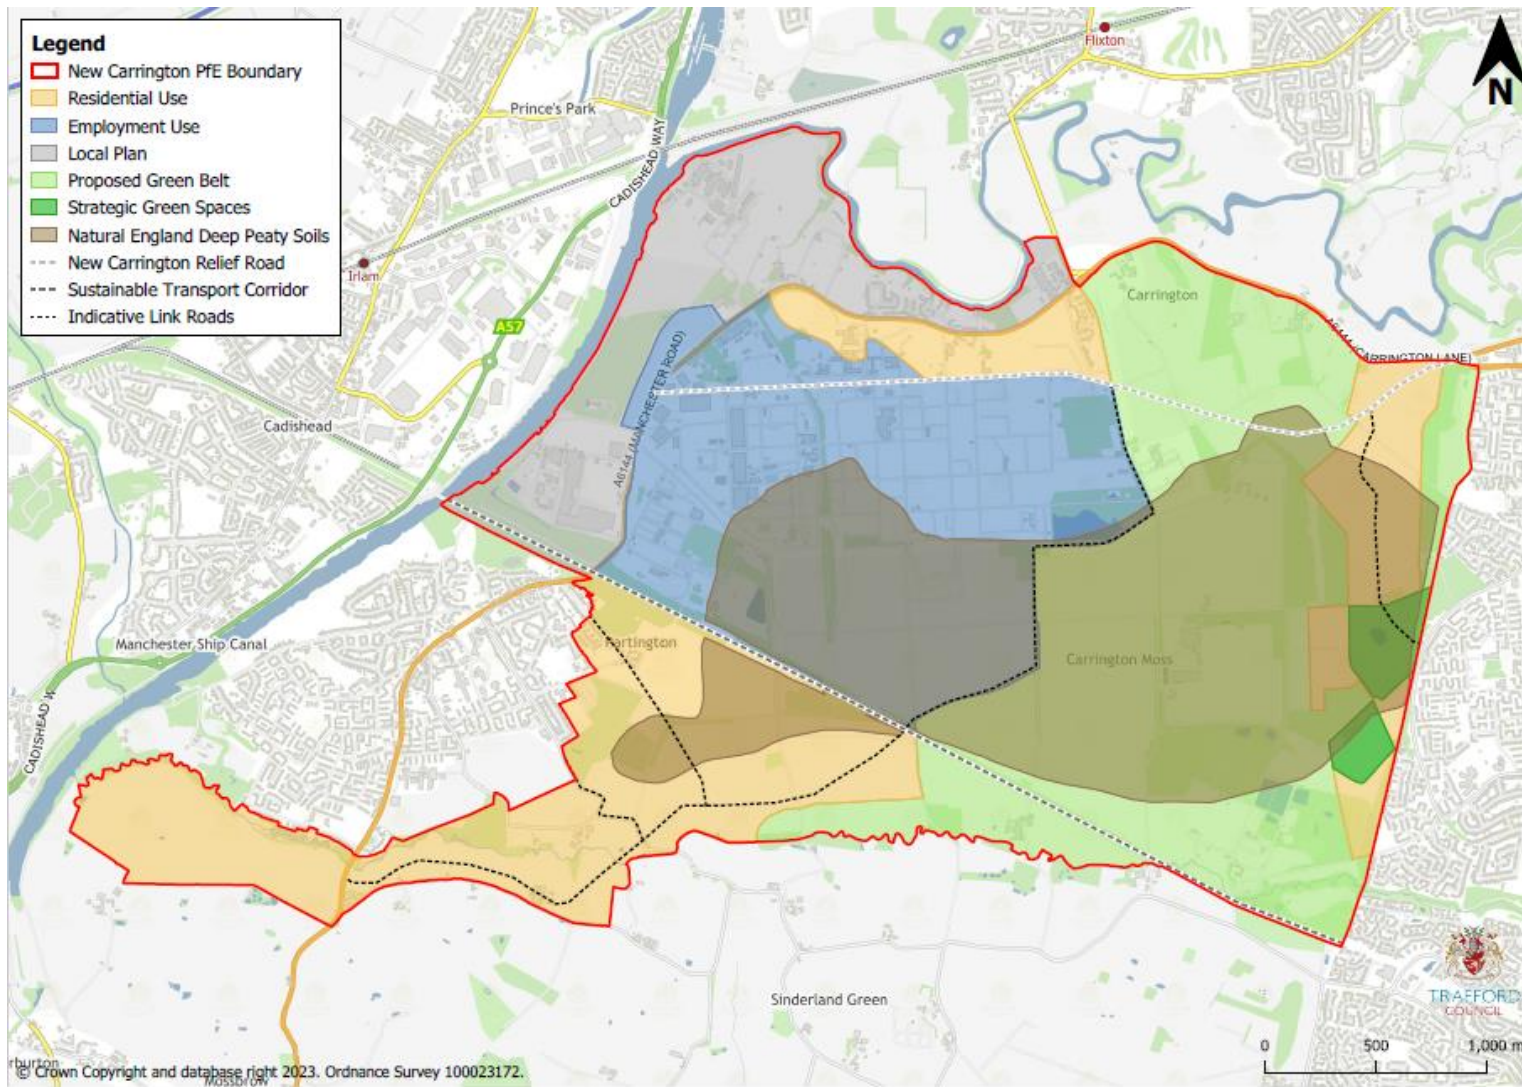 Legend
New Carrington PfE Boundary
Residential Use
Employment Use
Local Plan
Proposed Green Belt
Strategic Green Spaces
Natural England Deep Peaty Soils
New Carrington Relief Road
Sustainable Transport Corridor
Indicative Link Roads
Flixton
N
Prince's Park
CADISHEAD WAY
Irlam
A57
Carrington
A6144 (CARRINGTON LANE)
A6144 (MANCHESTER ROAD)
Cadishead
Manchester Ship Canal
Partington
Carrington Moss
CADISHEAD W
Sinderland Green
TRAFFORD
COUNCIL
0 500 1,000 m
rburton
Mossbrow
© Crown Copyright and database right 2023. Ordnance Survey 100023172.